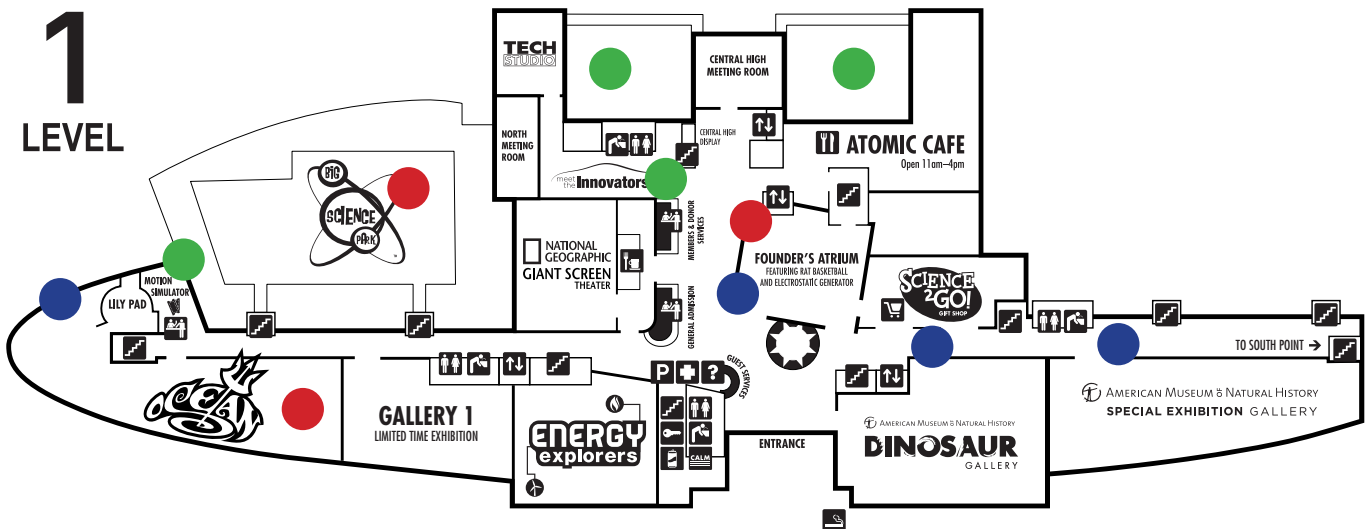 1
LEVEL
TECH
STUDIO
CENTRAL HIGH
MEETING ROOM
NORTH
MEETING
ROOM
CENTRAL HIGH
DISPLAY
ATOMIC CAFE
Open 11am–4pm
meet
the Innovators
BIG
SCIENCE
PARK
NATIONAL
GEOGRAPHIC
GIANT SCREEN
THEATER
MEMBERS & DONOR
SERVICES
GENERAL ADMISSION
FOUNDER'S ATRIUM
FEATURING RAT BASKETBALL
AND ELECTROSTATIC GENERATOR
SCIENCE
2GO!
GIFT SHOP
MOTION
SIMULATOR
LILY PAD
TO SOUTH POINT →
OCEAN
GALLERY 1
LIMITED TIME EXHIBITION
ENERGY
explorers
P
?
GUEST SERVICES
CALM
ENTRANCE
AMERICAN MUSEUM ö NATURAL HISTORY
DINOSAUR
GALLERY
AMERICAN MUSEUM ö NATURAL HISTORY
SPECIAL EXHIBITION GALLERY